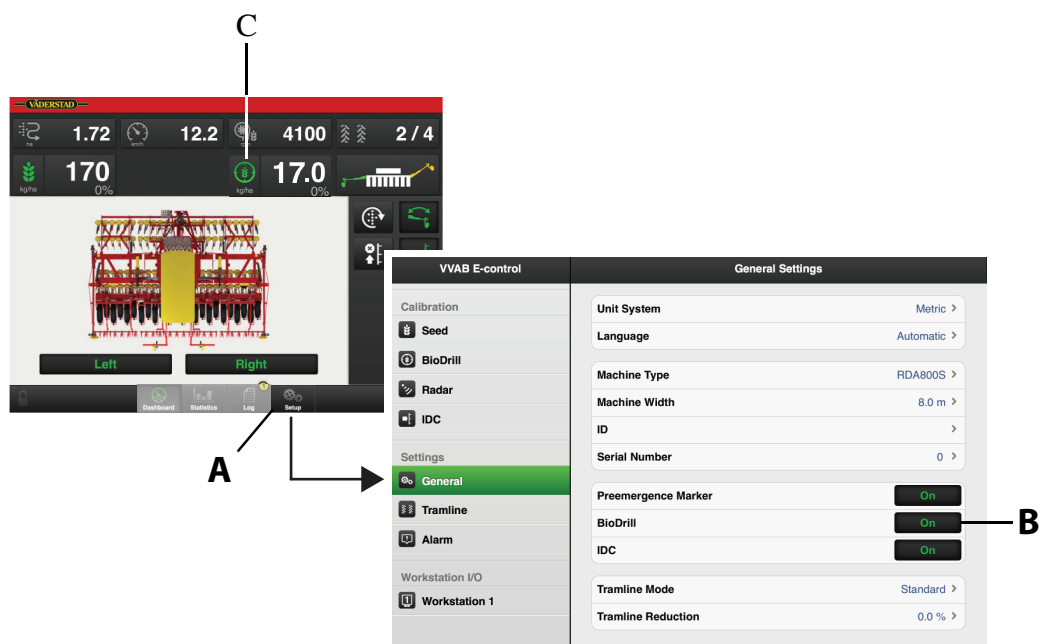 C
VÄDERSTAD
1.72 12.2 4100 2 / 4
ha km/h
170 17.0
kg/ha 0% kg/ha 0%
Left Right
Dashboard Statistics Log Setup
A
VVAB E-control General Settings
Calibration
Seed
BioDrill
Radar
IDC
Settings
General
Tramline
Alarm
Workstation I/O
Workstation 1
Unit System Metric >
Language Automatic >
Machine Type RDA800S >
Machine Width 8.0 m >
ID >
Serial Number 0 >
Preemergence Marker On
BioDrill On
IDC On
Tramline Mode Standard >
Tramline Reduction 0.0 % >
B